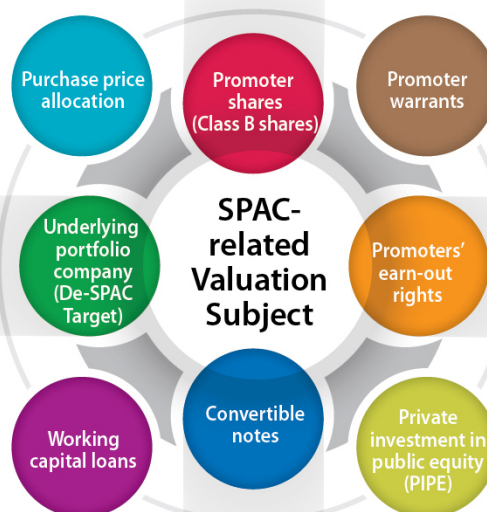 Purchase price
allocation
Promoter
shares
(Class B shares)
Promoter
warrants
Underlying
portfolio
company
(De-SPAC
Target)
SPAC-
related
Valuation
Subject
Promoters’
earn-out
rights
Working
capital loans
Convertible
notes
Private
investment in
public equity
(PIPE)